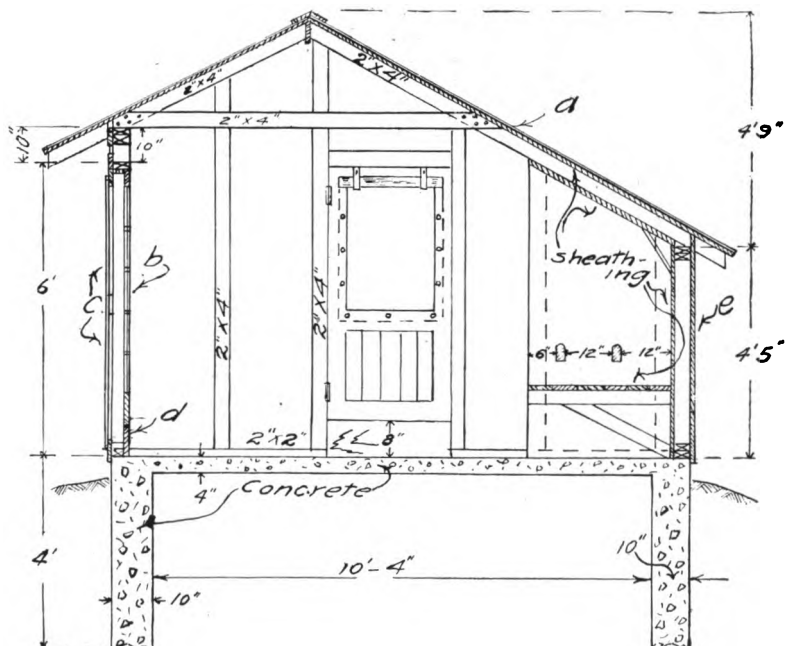 2"x4"
2"x4"
a
2"x4"
10"
10"
4'9"
sheath-
ing
b
c
6'
2"x4"
2"x4"
e
6" 12" 12"
4'5"
d
2"x2"
8"
4"
concrete
4'
10'-4"
10"
10"